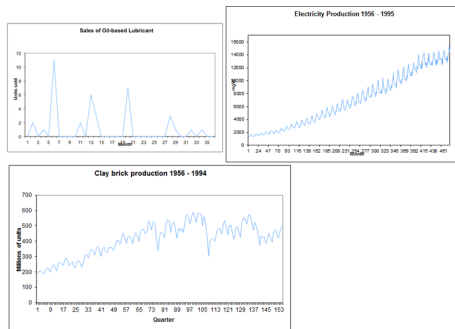 Sales of Oil-based Lubricant
Units sold
12
10
8
6
4
2
0
1 3 5 7 9 11 13 15 17 19 21 23 25 27 29 31 33 35
Month
Electricity Production 1956 - 1995
16000
14000
12000
10000
8000
6000
4000
2000
0
Month
Clay brick production 1956 - 1994
Millions of units
700
600
500
400
300
200
100
0
1 9 17 25 33 41 49 57 65 73 81 89 97 105 113 121 129 137 145 153
Quarter